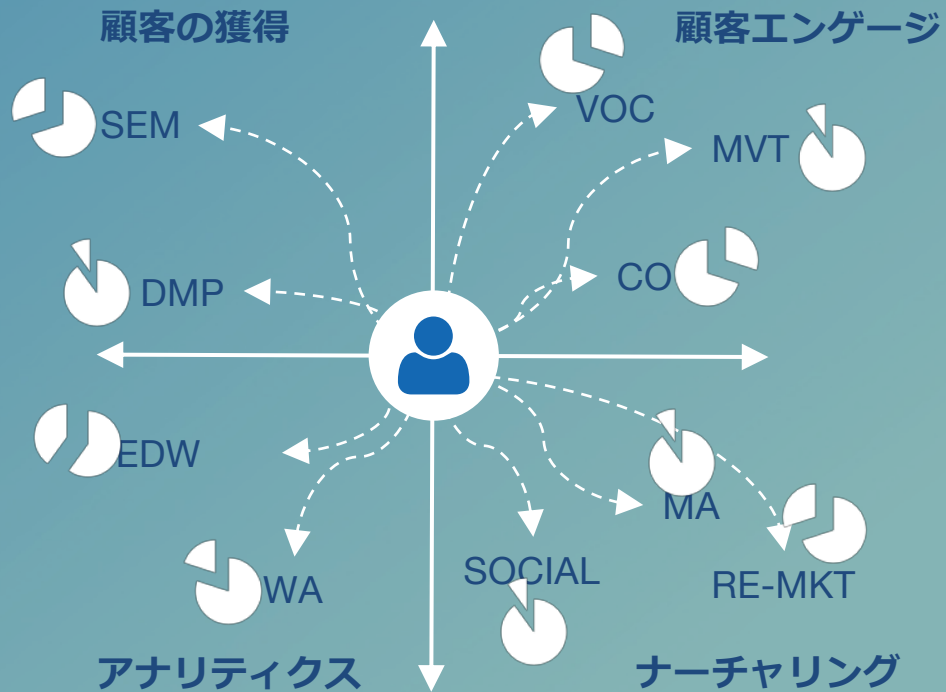 顧客の獲得
顧客エンゲージ
SEM
VOC
MVT
DMP
CO
EDW
MA
WA
SOCIAL
RE-MKT
アナリティクス
ナーチャリング